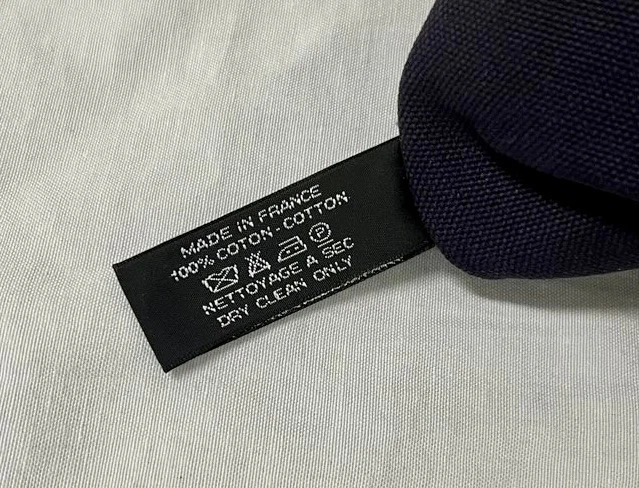 MADE IN FRANCE
100% COTON - COTTON
P
NETTOYAGE A SEC
DRY CLEAN ONLY